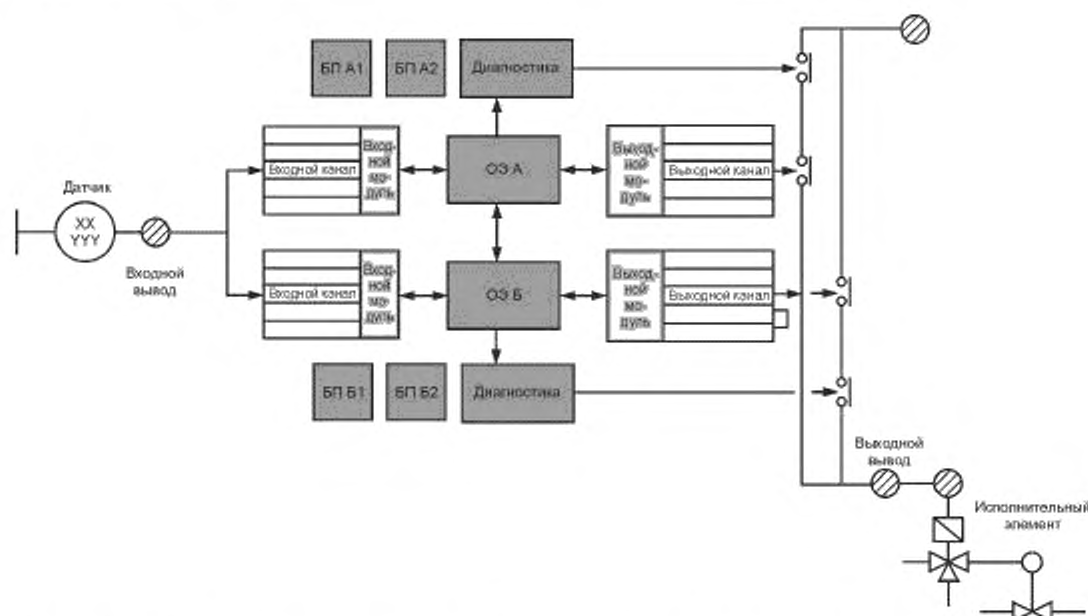 БП А1
БП А2
Диагностика
Входной канал
Вход-
ной
мо-
дуль
ОЭ А
Выход-
ной
мо-
дуль
Выходной канал
Датчик
XX
YYY
Входной
вывод
Входной канал
Вход-
ной
мо-
дуль
ОЭ Б
Выход-
ной
мо-
дуль
Выходной канал
БП Б1
БП Б2
Диагностика
Выходной
вывод
Исполнительный
элемент